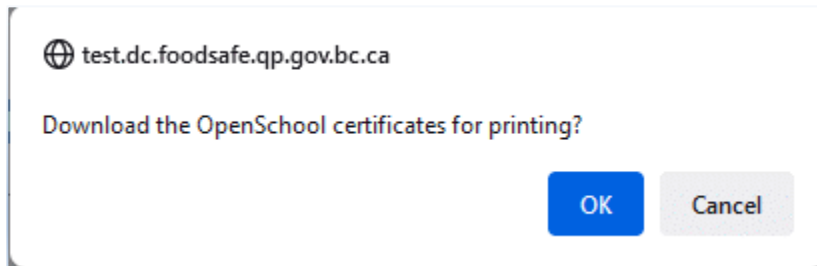 test.dc.foodsafe.qp.gov.bc.ca
Download the OpenSchool certificates for printing?
OK Cancel